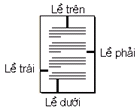 Lề trên
Lề phải
Lề trái
Lề dưới